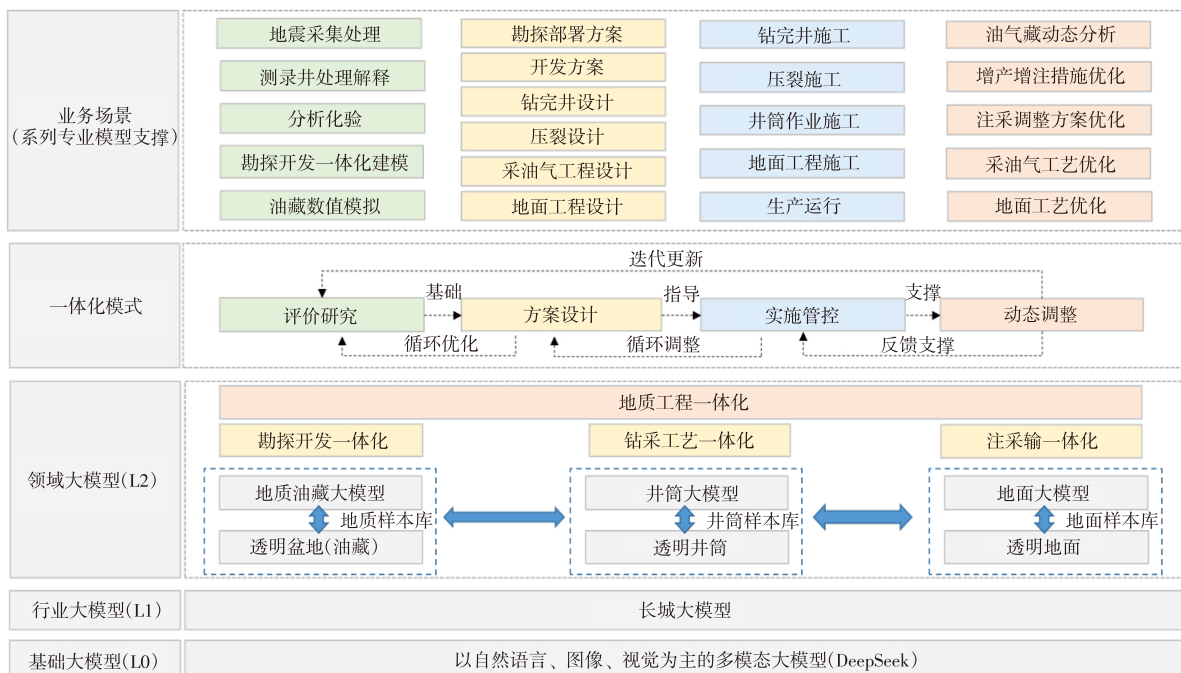 业务场景
(系列专业模型支撑)
地震采集处理
测录井处理解释
分析化验
勘探开发一体化建模
油藏数值模拟
勘探部署方案
开发方案
钻完井设计
压裂设计
采油气工程设计
地面工程设计
钻完井施工
压裂施工
井筒作业施工
地面工程施工
生产运行
油气藏动态分析
增产增注措施优化
注采调整方案优化
采油气工艺优化
地面工艺优化
一体化模式
迭代更新
评价研究
基础
方案设计
指导
实施管控
支撑
动态调整
循环优化
循环调整
反馈支撑
领域大模型(L2)
地质工程一体化
勘探开发一体化
钻采工艺一体化
注采输一体化
地质油藏大模型
地质样本库
透明盆地(油藏)
井筒大模型
井筒样本库
透明井筒
地面大模型
地面样本库
透明地面
行业大模型(L1)
长城大模型
基础大模型(L0)
以自然语言、图像、视觉为主的多模态大模型(DeepSeek)